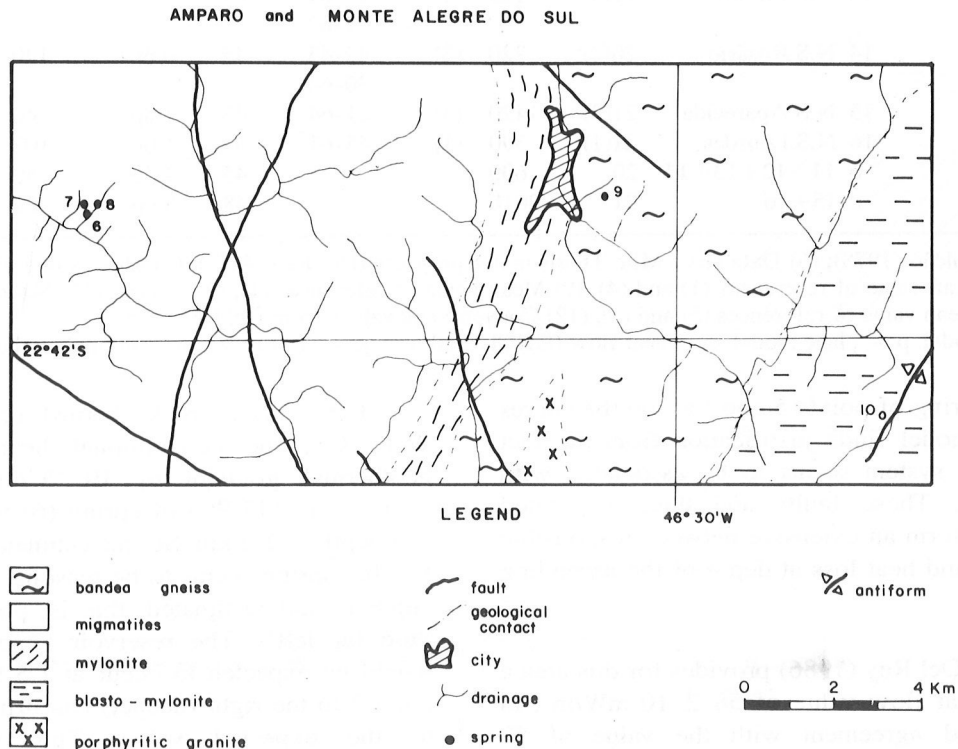 AMPARO and MONTE ALEGRE DO SUL
7
8
6
9
22°42'S
10
LEGEND
46°30'W
bandea gneiss
migmatites
mylonite
blasto-mylonite
porphyritic granite
fault
geological
contact
city
drainage
spring
antiform
0 2 4 Km